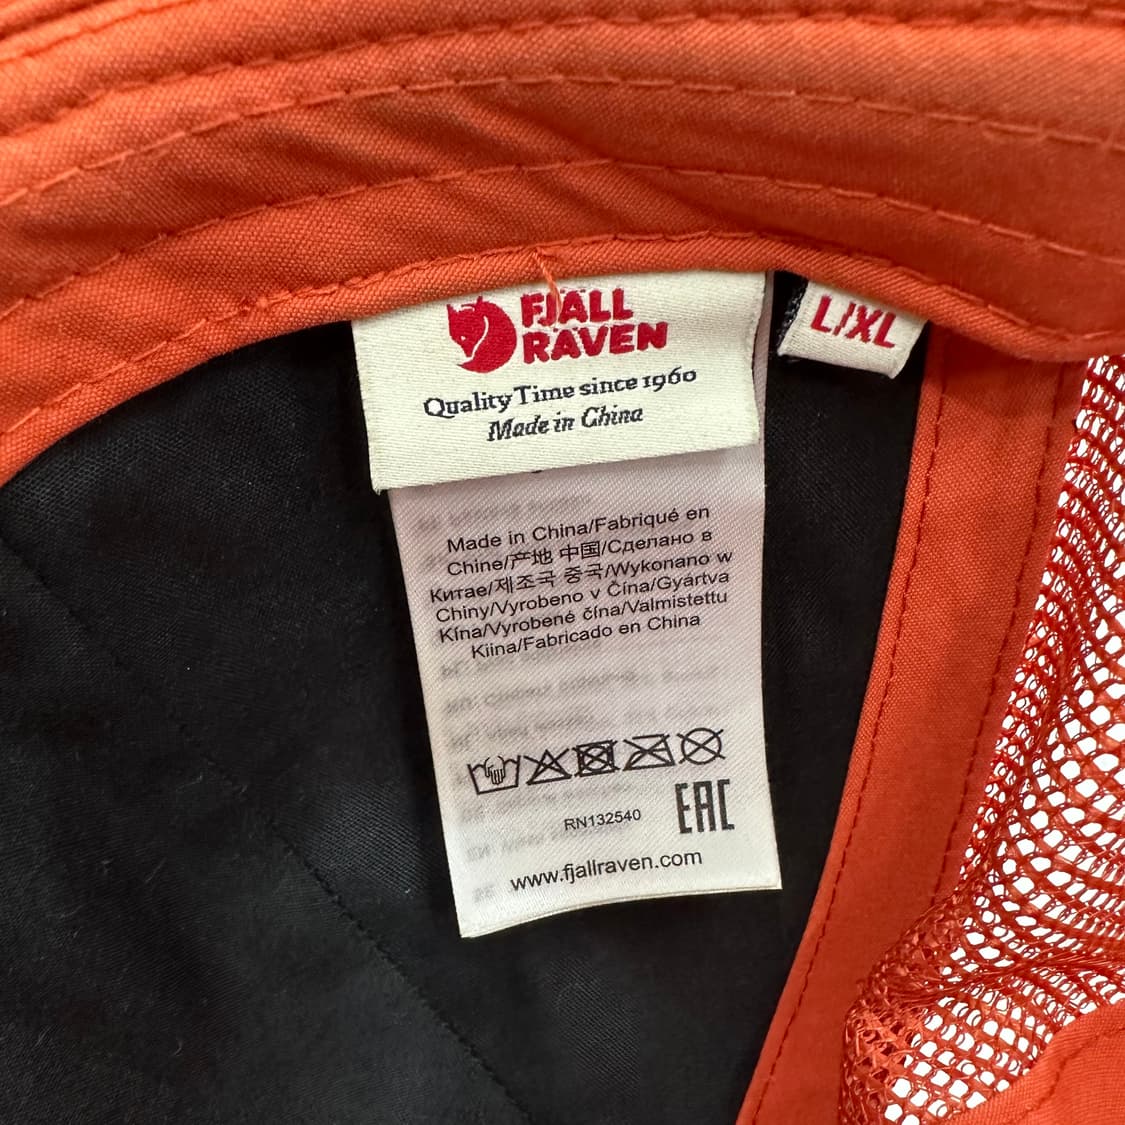 FJÄLL
RÄVEN
Quality Time since 1960
Made in China
L/XL
Made in China/Fabriqué en
Chine/产地 中国/Сделано в
Китае/제조국 중국/Wykonano w
Chiny/Vyrobeno v Čína/Gyártva
Kína/Vyrobené čína/Valmistettu
Kiina/Fabricado en China
RN132540
EAC
www.fjallraven.com